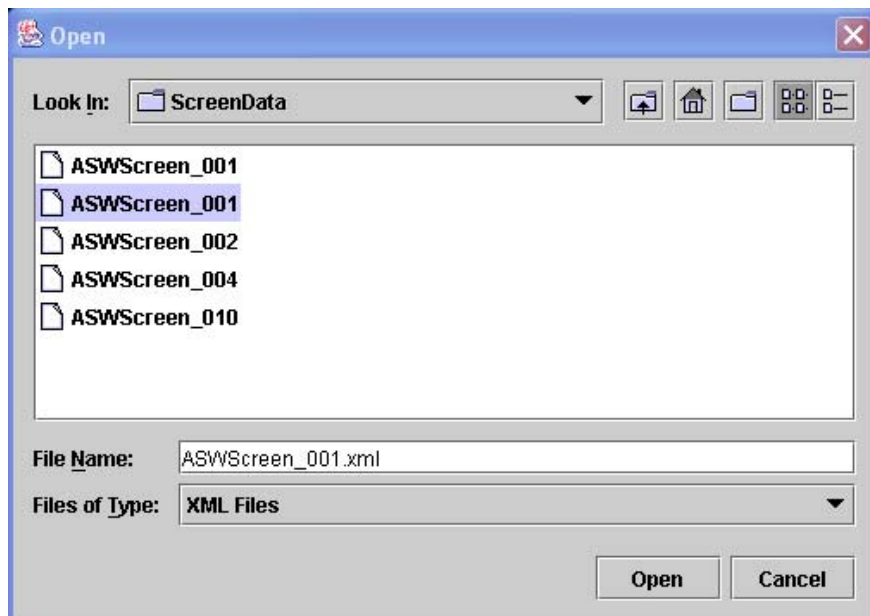 Open
Look In: ScreenData
ASWScreen_001
ASWScreen_001
ASWScreen_002
ASWScreen_004
ASWScreen_010
File Name: ASWScreen_001.xml
Files of Type: XML Files
Open Cancel